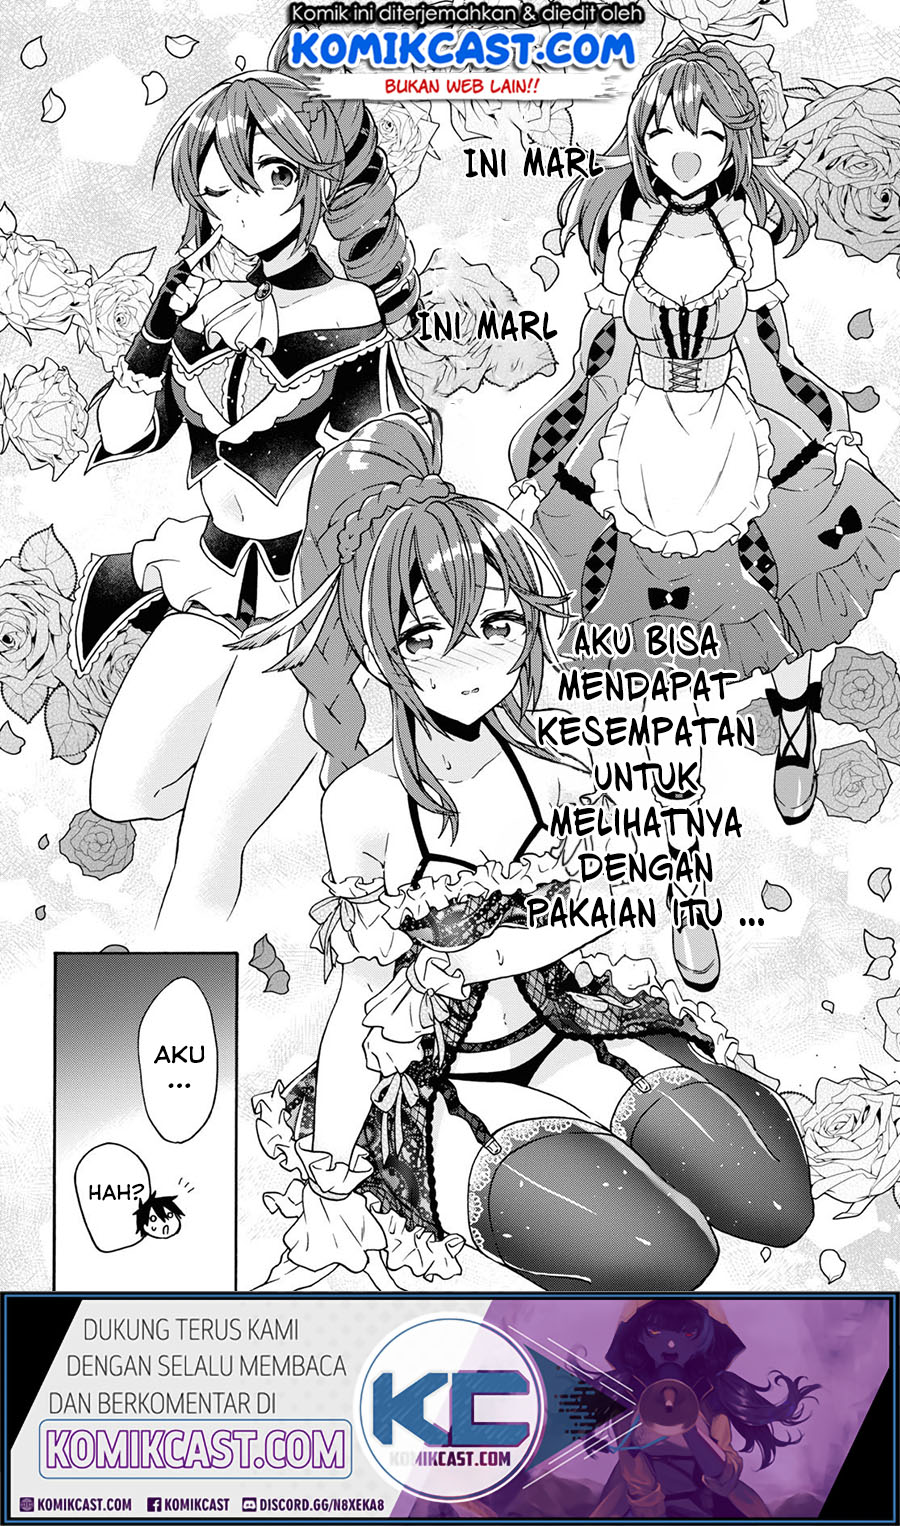 Komik ini diterjemahkan & diedit oleh
KOMIKCAST.COM
BUKAN WEB LAIN!!
INI MARL
INI MARL
AKU BISA
MENDAPAT
KESEMPATAN
UNTUK
MELIHATNYA
DENGAN
PAKAIAN ITU ...
AKU
...
HAH?
DUKUNG TERUS KAMI
DENGAN SELALU MEMBACA
DAN BERKOMENTAR DI
KOMIKCAST.COM
KC
KOMIKCAST.COM
KOMIKCAST.COM KOMIKCAST DISCORD.GG/N8XEKA8